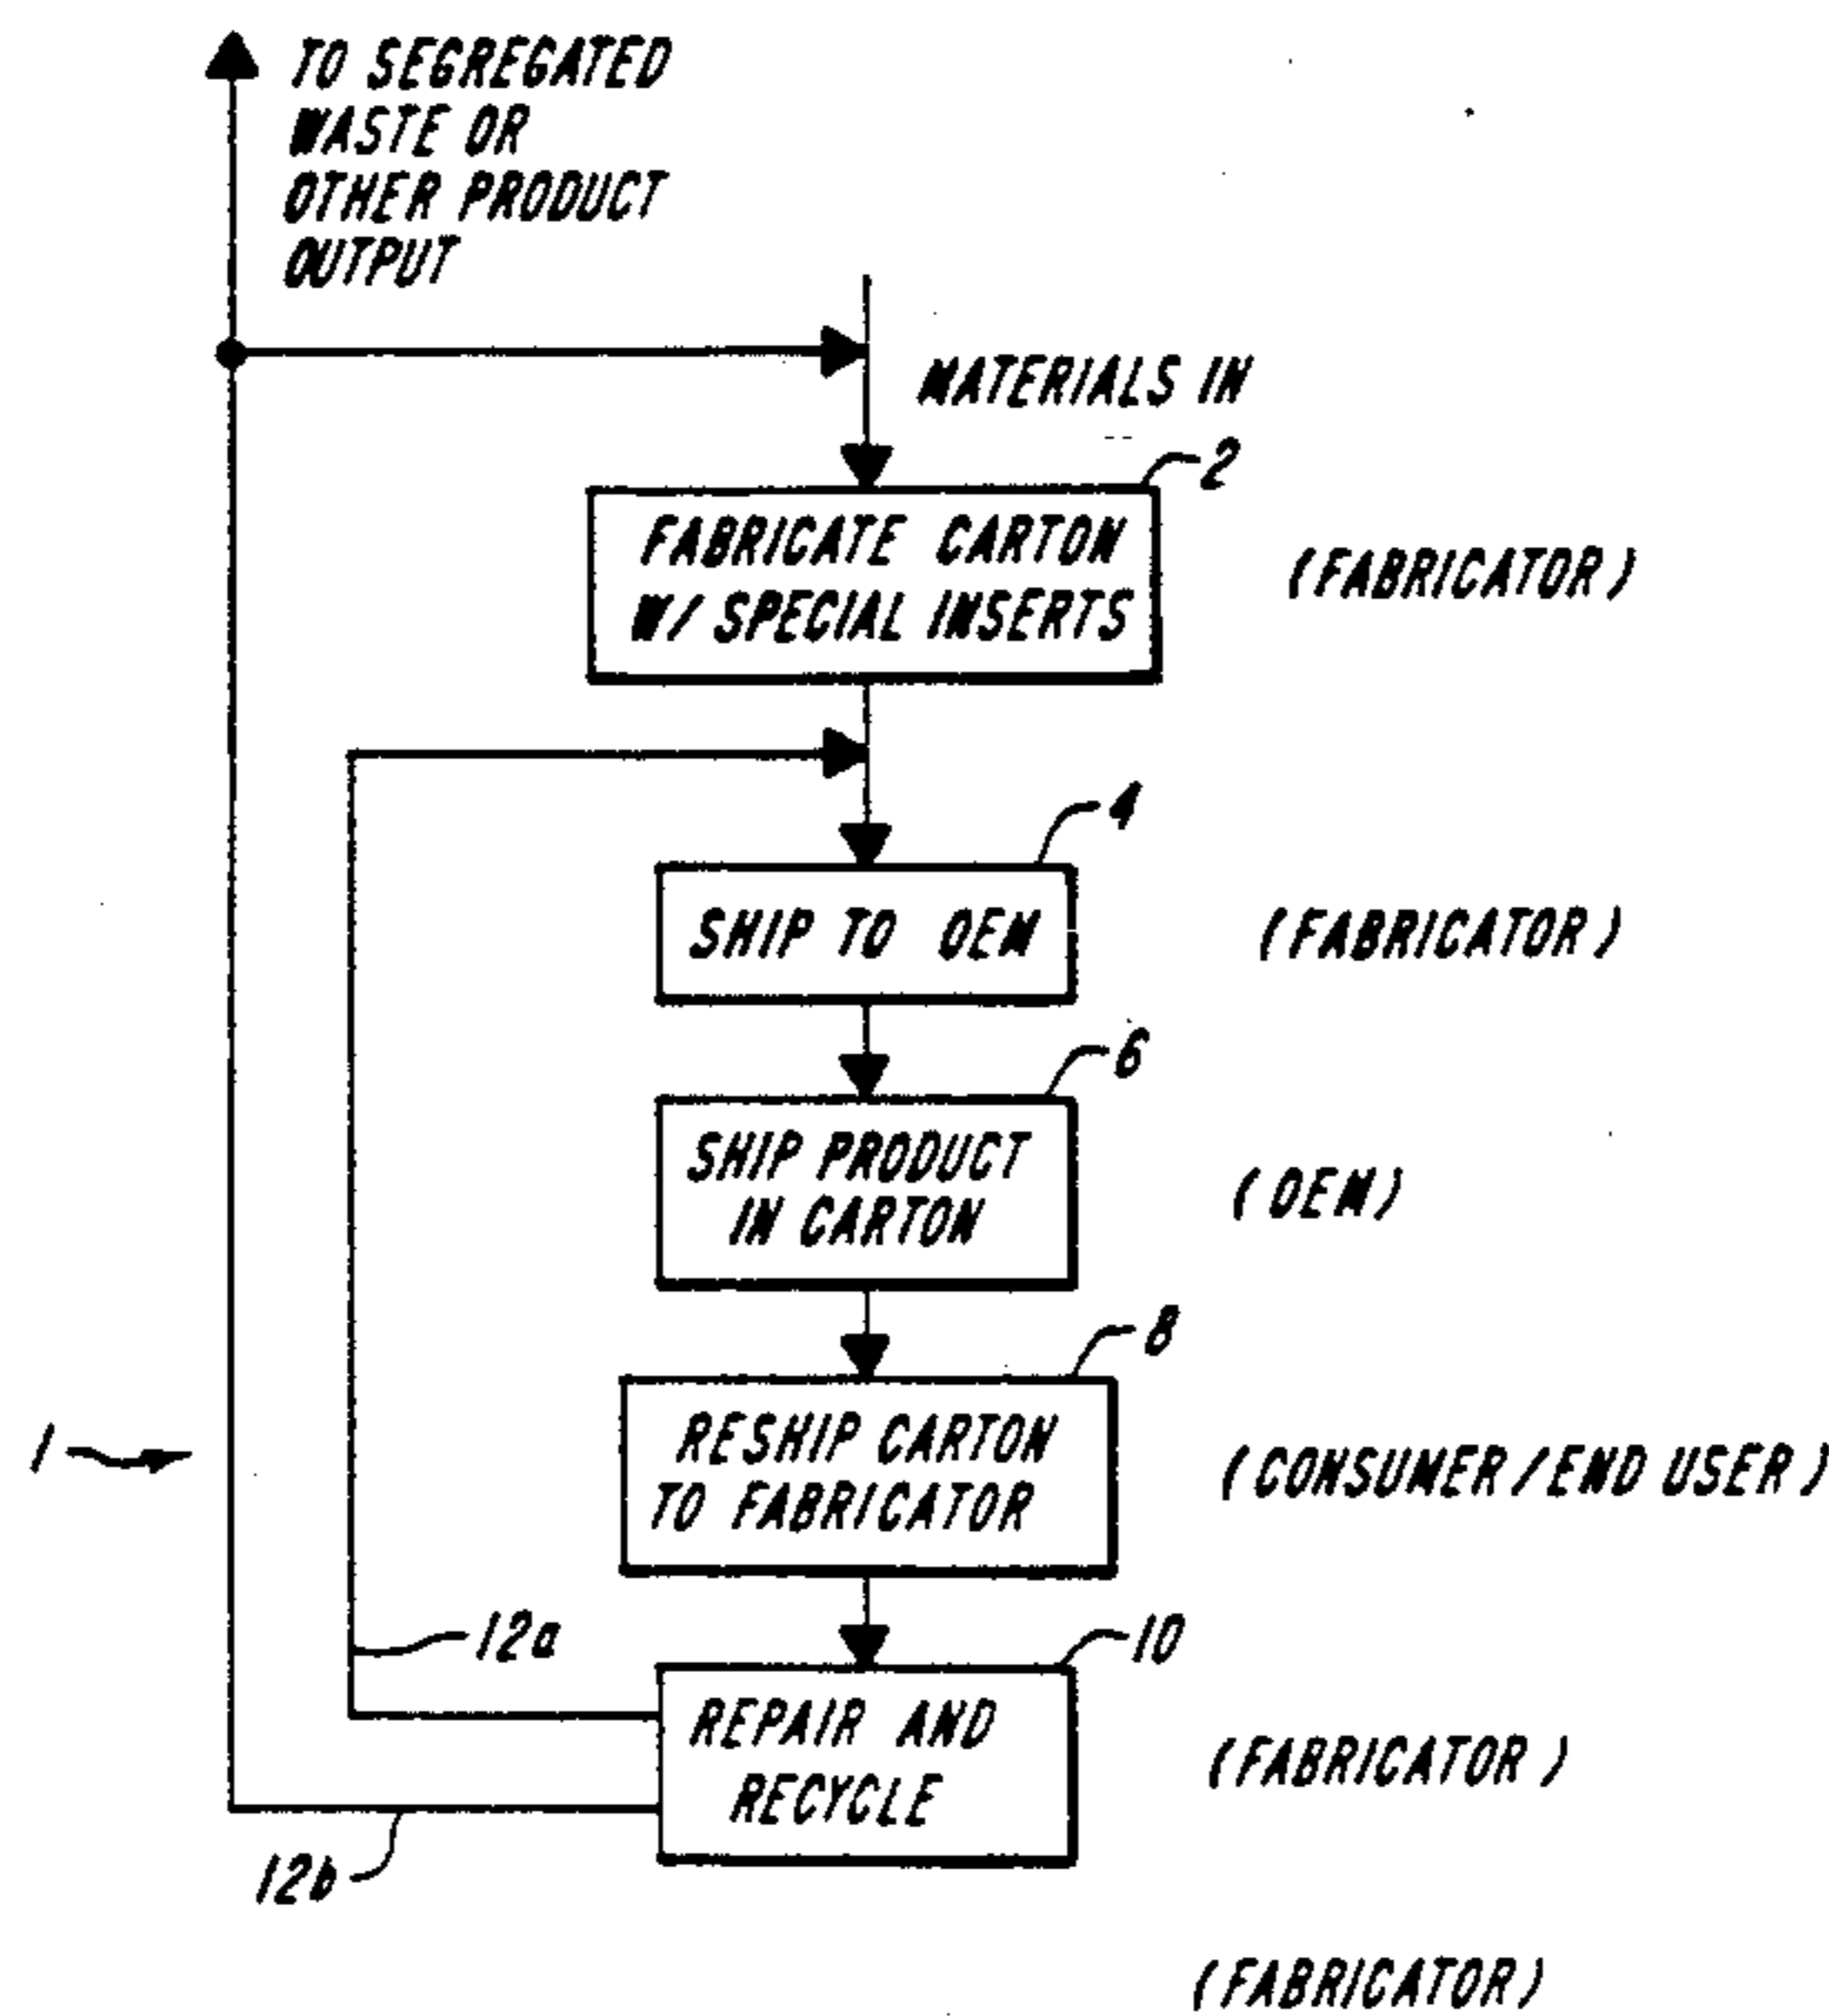 TO SEGREGATED
WASTE OR
OTHER PRODUCT
OUTPUT
MATERIALS IN
2
FABRICATE CARTON
W/ SPECIAL INSERTS
(FABRICATOR)
4
SHIP TO OEM
(FABRICATOR)
6
SHIP PRODUCT
IN CARTON
(OEM)
8
RESHIP CARTON
TO FABRICATOR
(CONSUMER/END USER)
1
12a
10
REPAIR AND
RECYCLE
(FABRICATOR)
12b
(FABRICATOR)